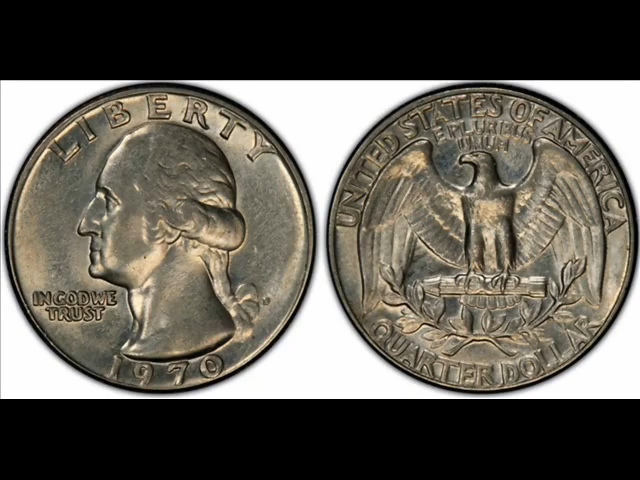 LIBERTY
IN GOD WE
TRUST
1970
UNITED STATES OF AMERICA
E PLURIBUS
UNUM
QUARTER DOLLAR